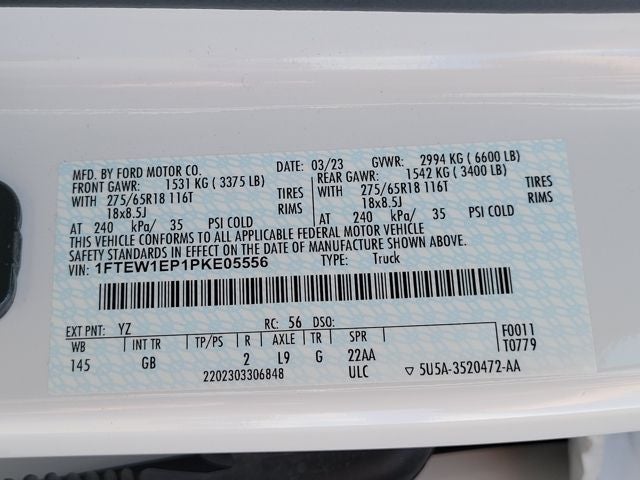 MFD. BY FORD MOTOR CO. DATE: 03/23 GVWR: 2994 KG ( 6600 LB)
FRONT GAWR: 1531 KG ( 3375 LB) REAR GAWR: 1542 KG ( 3400 LB)
WITH 275/65R18 116T TIRES WITH 275/65R18 116T TIRES
18x8.5J RIMS 18x8.5J RIMS
AT 240 kPa/ 35 PSI COLD AT 240 kPa/ 35 PSI COLD
THIS VEHICLE CONFORMS TO ALL APPLICABLE FEDERAL MOTOR VEHICLE
SAFETY STANDARDS IN EFFECT ON THE DATE OF MANUFACTURE SHOWN ABOVE.
VIN: 1FTEW1EP1PKE05556 TYPE: Truck
EXT PNT: YZ RC: 56 DSO: F0011
WB INT TR TP/PS R AXLE TR SPR T0779
145 GB 2 L9 G 22AA
2202303306848 ULC ▽ 5U5A-3520472-AA